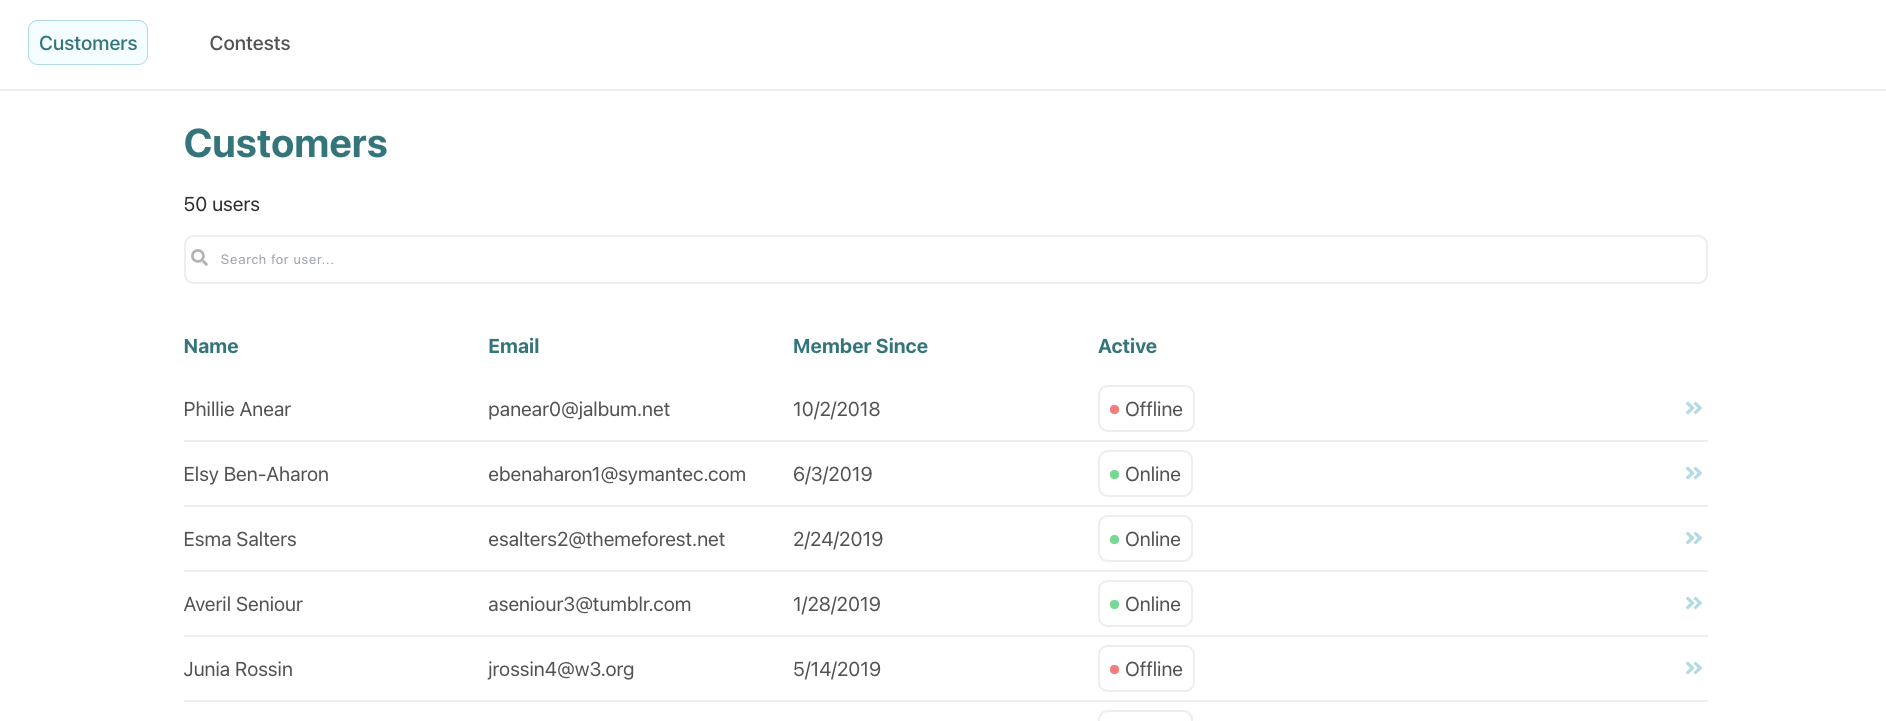 Customers Contests
Customers
50 users
Search for user...
Name Email Member Since Active
Phillie Anear panear0@jalbum.net 10/2/2018 Offline
Elsy Ben-Aharon ebenaharon1@symantec.com 6/3/2019 Online
Esma Salters esalters2@themeforest.net 2/24/2019 Online
Averil Seniour aseniour3@tumblr.com 1/28/2019 Online
Junia Rossin jrossin4@w3.org 5/14/2019 Offline